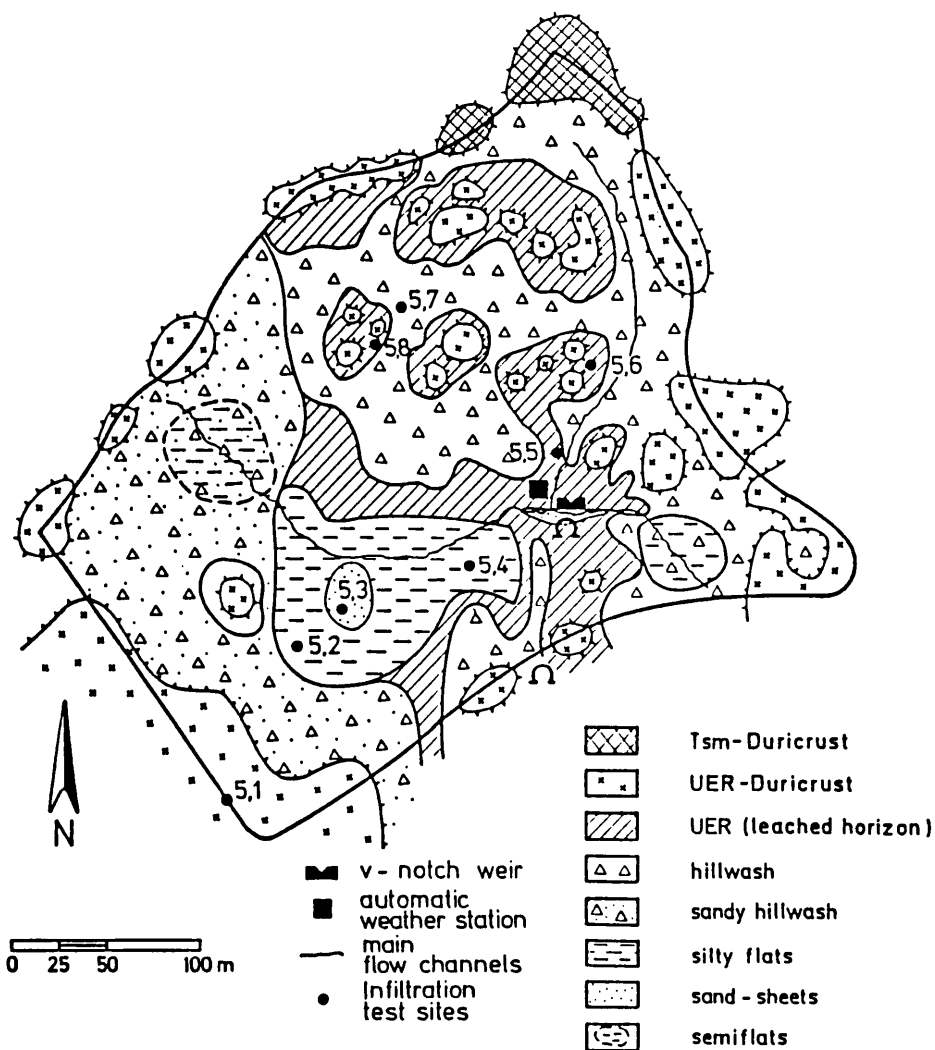 5,7
5,8
5,6
5,5
5,4
5,3
5,2
5,1
N
0 25 50 100 m
v - notch weir
automatic
weather station
main
flow channels
Infiltration
test sites
Tsm-Duricrust
UER-Duricrust
UER (leached horizon)
hillwash
sandy hillwash
silty flats
sand-sheets
semiflats